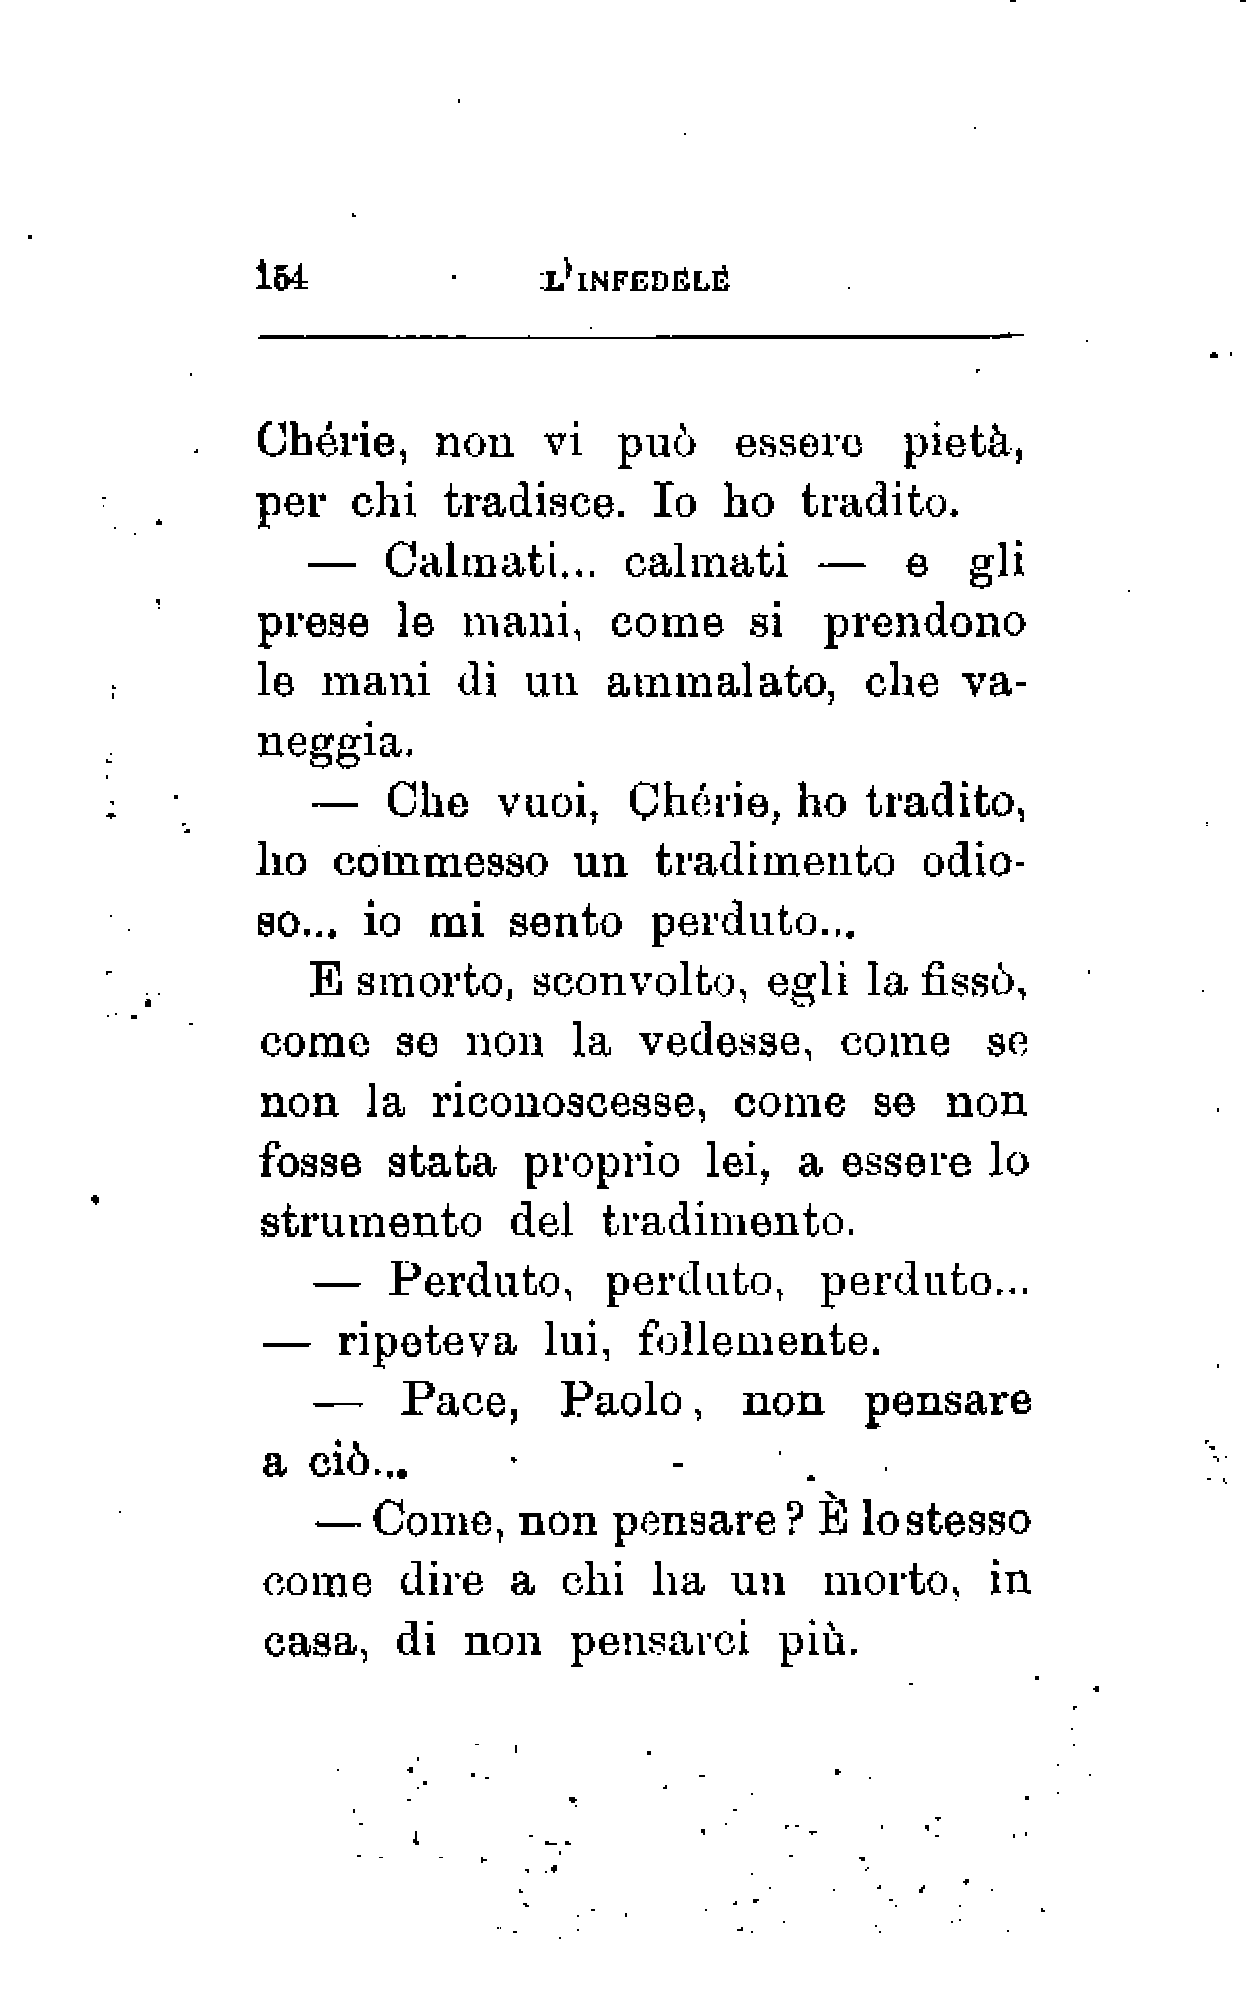 154 L'INFEDELE
Chérie, non vi può essere pietà,
per chi tradisce. Io ho tradito.
— Calmati... calmati — e gli
prese le mani, come si prendono
le mani di un ammalato, che va-
neggia.
— Che vuoi, Chérie, ho tradito,
ho commesso un tradimento odio-
so... io mi sento perduto...
E smorto, sconvolto, egli la fissò,
come se non la vedesse, come se
non la riconoscesse, come se non
fosse stata proprio lei, a essere lo
strumento del tradimento.
— Perduto, perduto, perduto...
— ripeteva lui, follemente.
— Pace, Paolo, non pensare
a ciò...
— Come, non pensare? È lo stesso
come dire a chi ha un morto, in
casa, di non pensarci più.